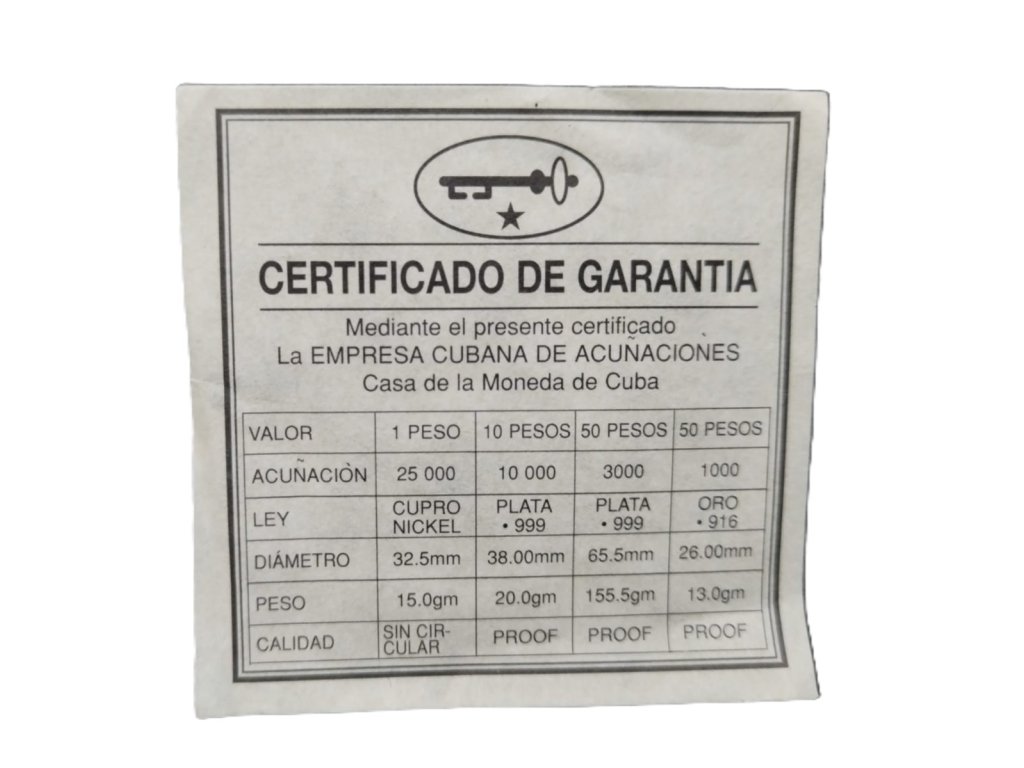 CERTIFICADO DE GARANTIA
Mediante el presente certificado
La EMPRESA CUBANA DE ACUÑACIONES
Casa de la Moneda de Cuba
VALOR 1 PESO 10 PESOS 50 PESOS 50 PESOS
ACUÑACIÒN 25 000 10 000 3000 1000
LEY CUPRO NICKEL PLATA • 999 PLATA • 999 ORO • 916
DIÁMETRO 32.5mm 38.00mm 65.5mm 26.00mm
PESO 15.0gm 20.0gm 155.5gm 13.0gm
CALIDAD SIN CIR-CULAR PROOF PROOF PROOF